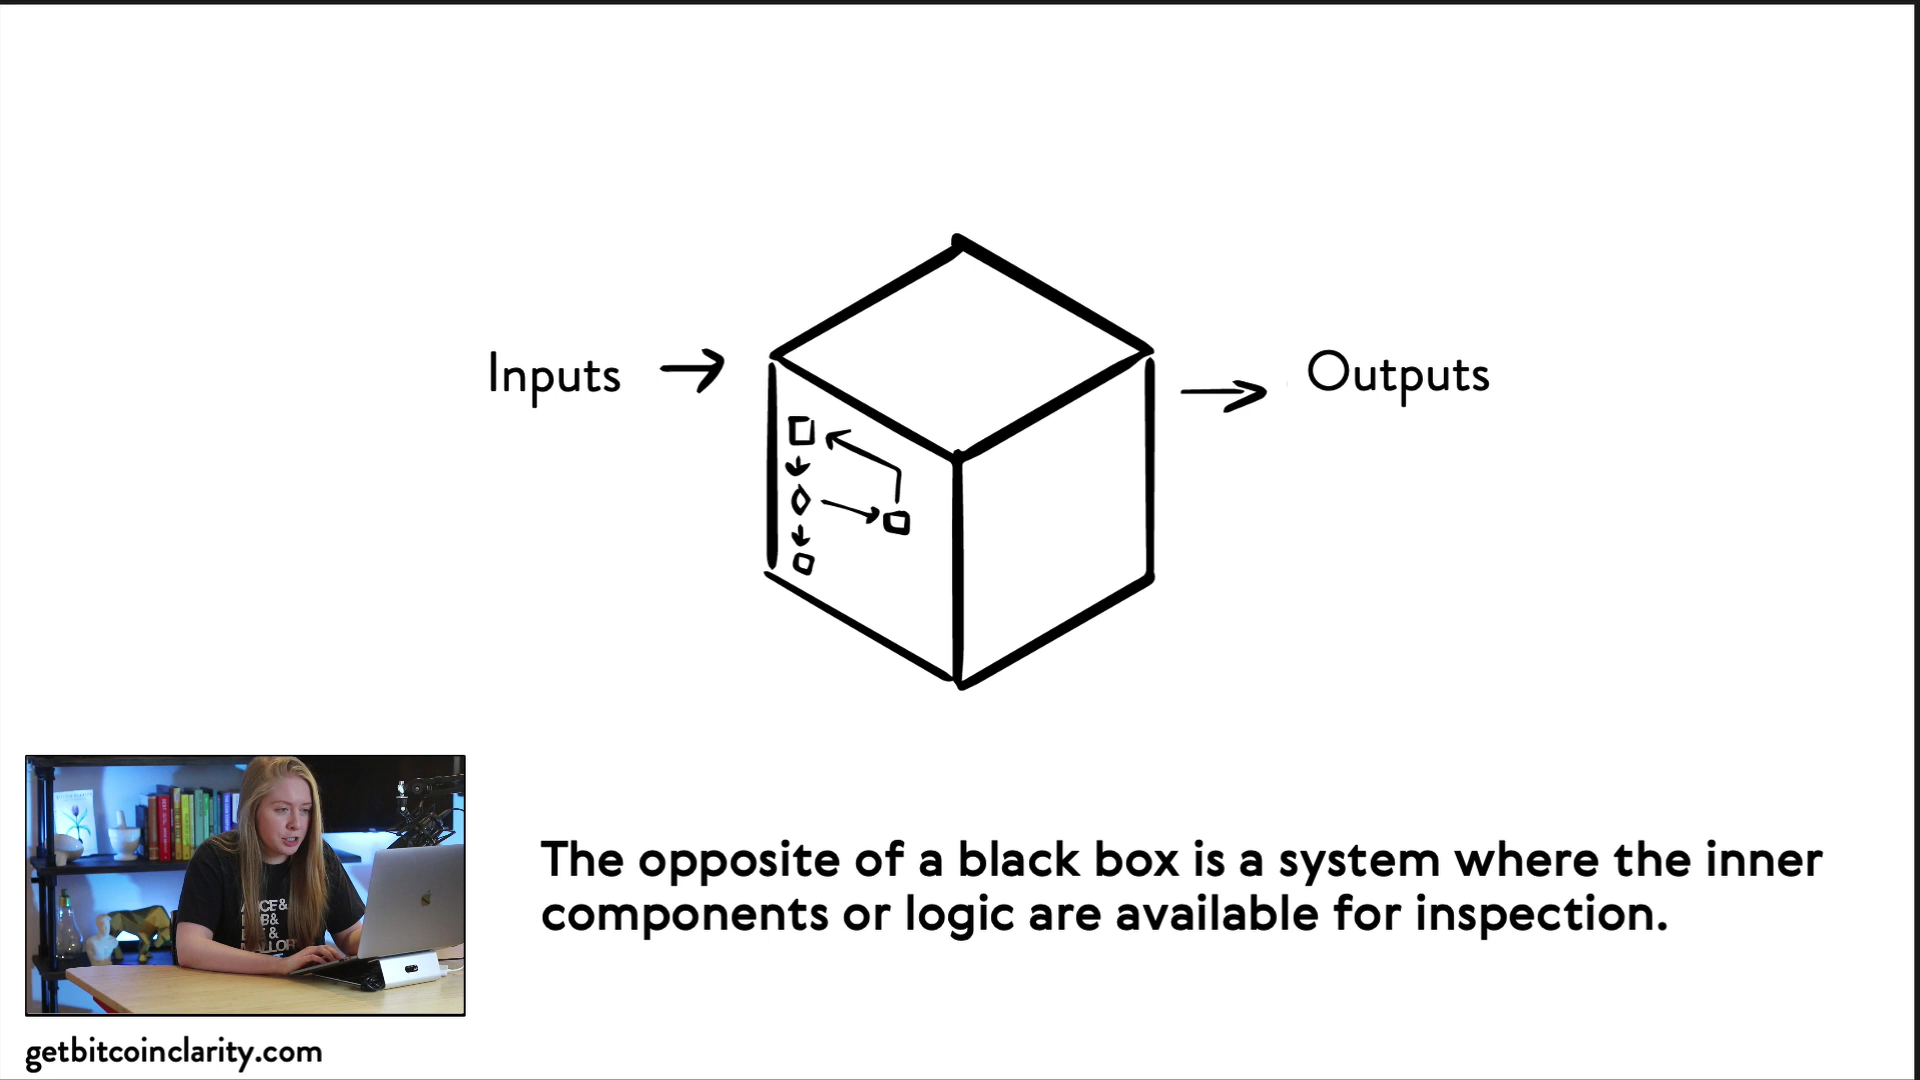 Inputs
Outputs
The opposite of a black box is a system where the inner
components or logic are available for inspection.
getbitcoinclarity.com